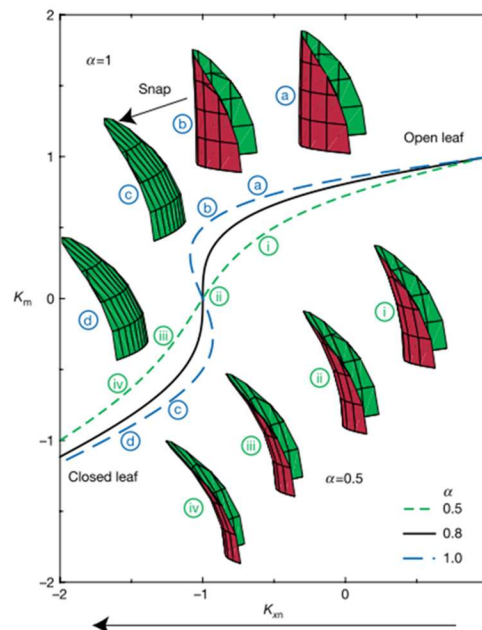 2
α=1
Snap
a
b
Open leaf
c
1
a
b
i
d
K_m
0
ii
i
iii
ii
iv
iii
c
-1
d
Closed leaf
α=0.5
iv
α
0.5
0.8
1.0
-2
-2
-1
0
K_xn